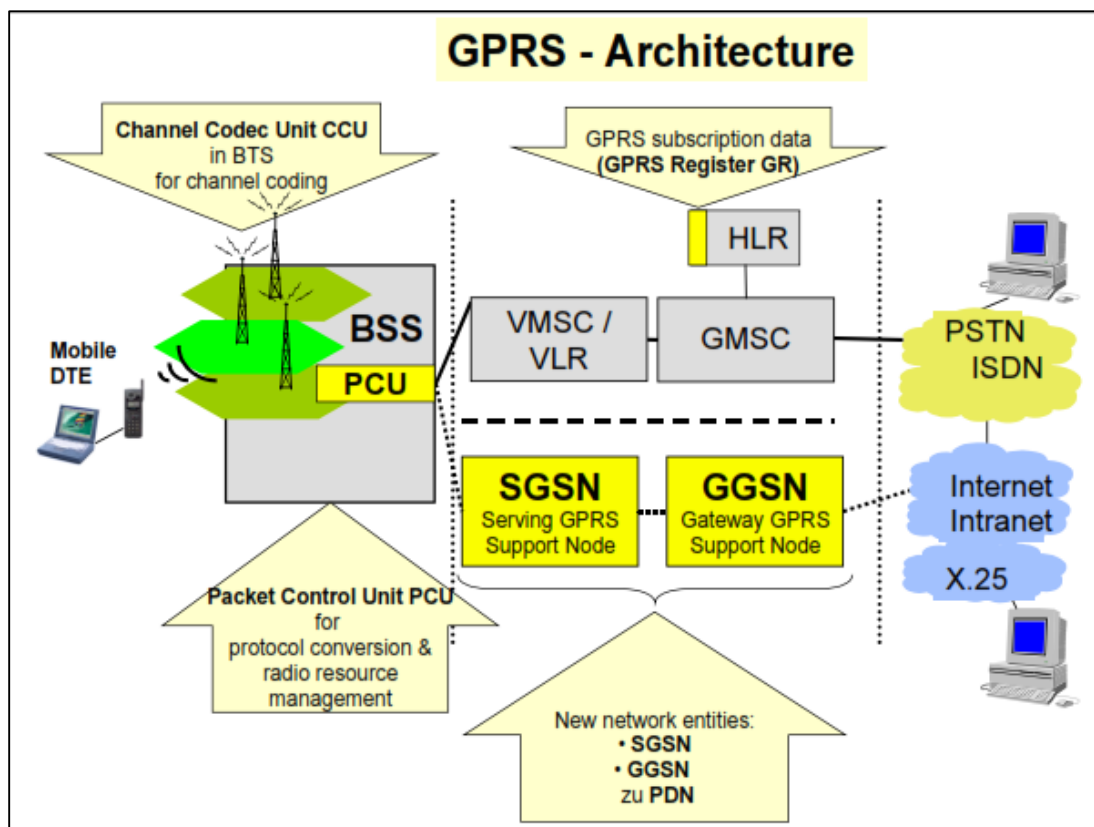 GPRS - Architecture
Channel Codec Unit CCU
in BTS
for channel coding
GPRS subscription data
(GPRS Register GR)
HLR
BSS
VMSC /
VLR
GMSC
PSTN
ISDN
Mobile
DTE
PCU
SGSN
Serving GPRS
Support Node
GGSN
Gateway GPRS
Support Node
Internet
Intranet
X.25
Packet Control Unit PCU
for
protocol conversion &
radio resource
management
New network entities:
• SGSN
• GGSN
zu PDN